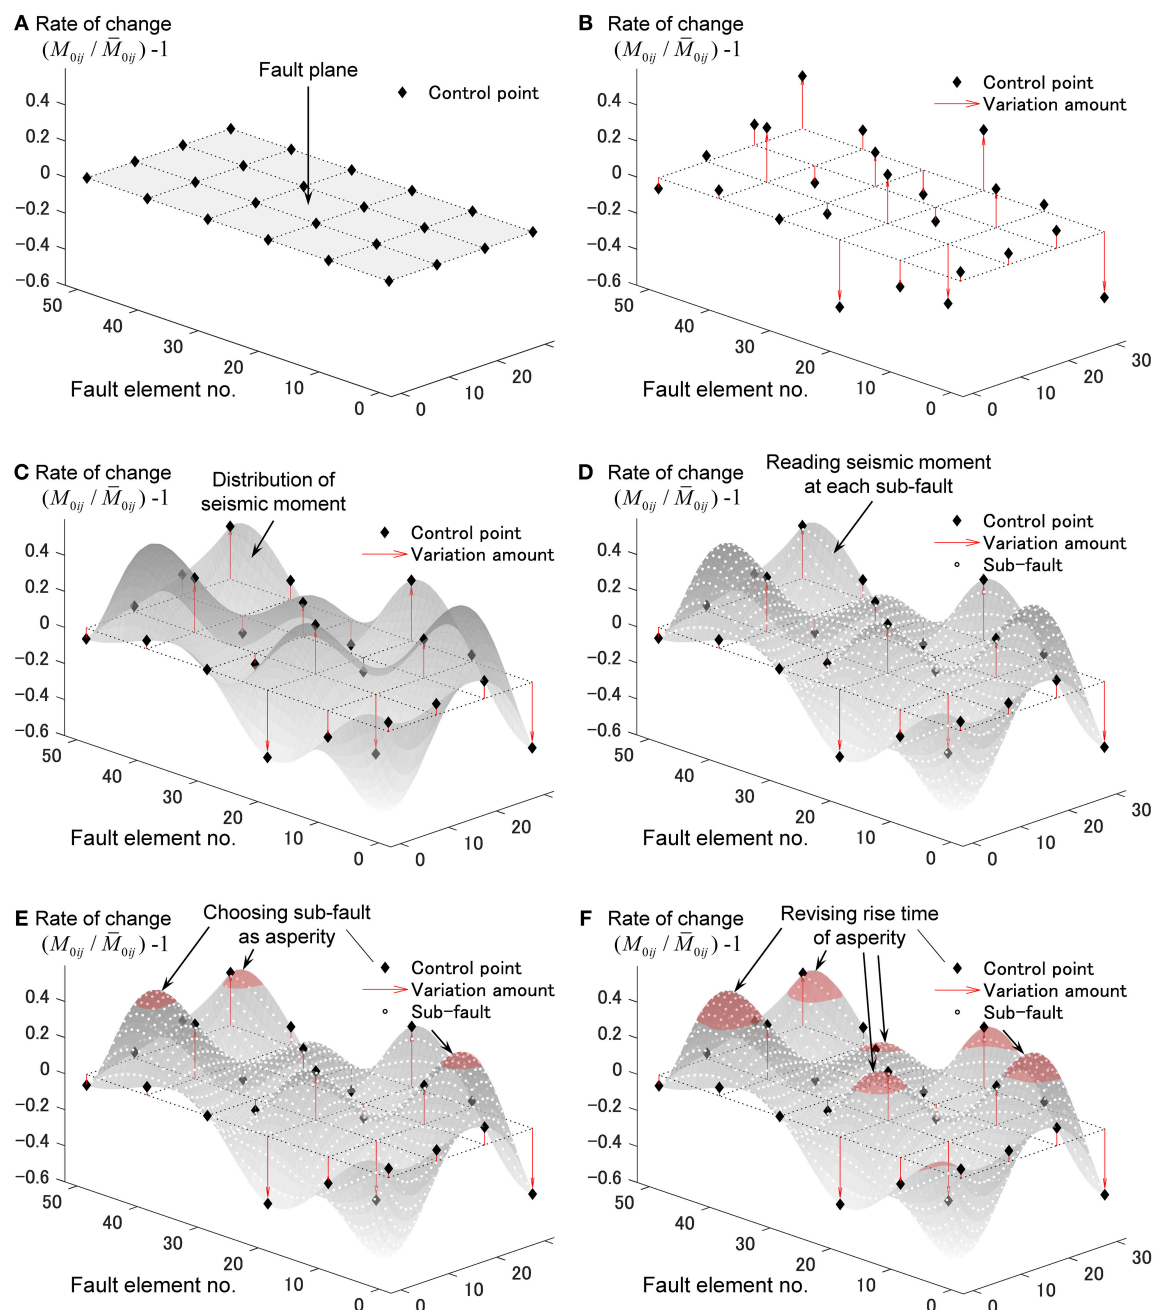 A Rate of change
(M0ij / M̄0ij) -1
Fault plane
Control point
0.4
0.2
0
−0.2
−0.4
−0.6
50
40
30
20
10
0
0
10
20
Fault element no.
B Rate of change
(M0ij / M̄0ij) -1
Control point
Variation amount
0.4
0.2
0
−0.2
−0.4
−0.6
50
40
30
20
10
0
0
10
20
30
Fault element no.
C Rate of change
(M0ij / M̄0ij) -1
Distribution of
seismic moment
Control point
Variation amount
0.4
0.2
0
−0.2
−0.4
−0.6
50
40
30
20
10
0
0
10
20
Fault element no.
D Rate of change
(M0ij / M̄0ij) -1
Reading seismic moment
at each sub-fault
Control point
Variation amount
Sub−fault
0.4
0.2
0
−0.2
−0.4
−0.6
50
40
30
20
10
0
0
10
20
30
Fault element no.
E Rate of change
(M0ij / M̄0ij) -1
Choosing sub-fault
as asperity
Control point
Variation amount
Sub−fault
0.4
0.2
0
−0.2
−0.4
−0.6
50
40
30
20
10
0
0
10
20
Fault element no.
F Rate of change
(M0ij / M̄0ij) -1
Revising rise time
of asperity
Control point
Variation amount
Sub−fault
0.4
0.2
0
−0.2
−0.4
−0.6
50
40
30
20
10
0
0
10
20
30
Fault element no.